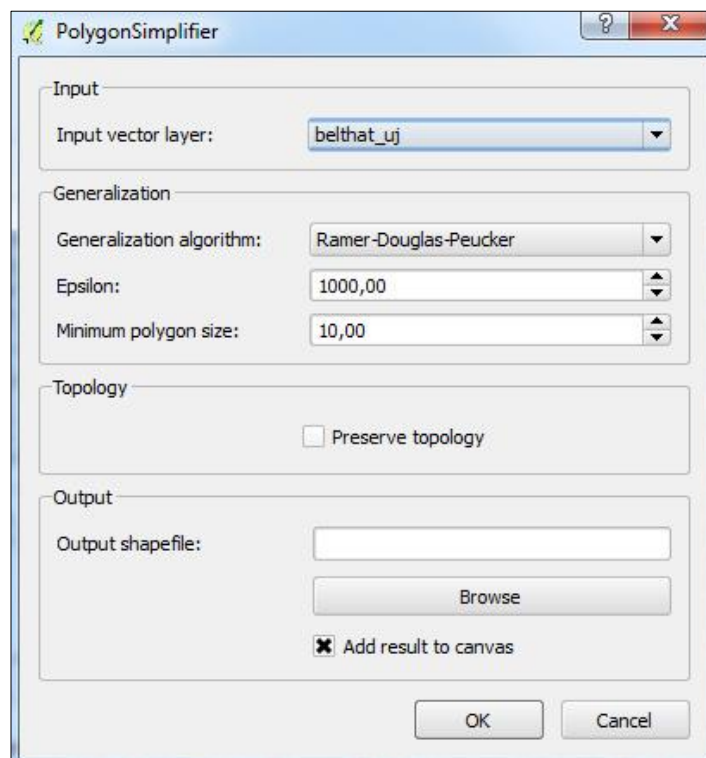 PolygonSimplifier
Input
Input vector layer: belthat_uj
Generalization
Generalization algorithm: Ramer-Douglas-Peucker
Epsilon: 1000,00
Minimum polygon size: 10,00
Topology
Preserve topology
Output
Output shapefile:
Browse
Add result to canvas
OK Cancel